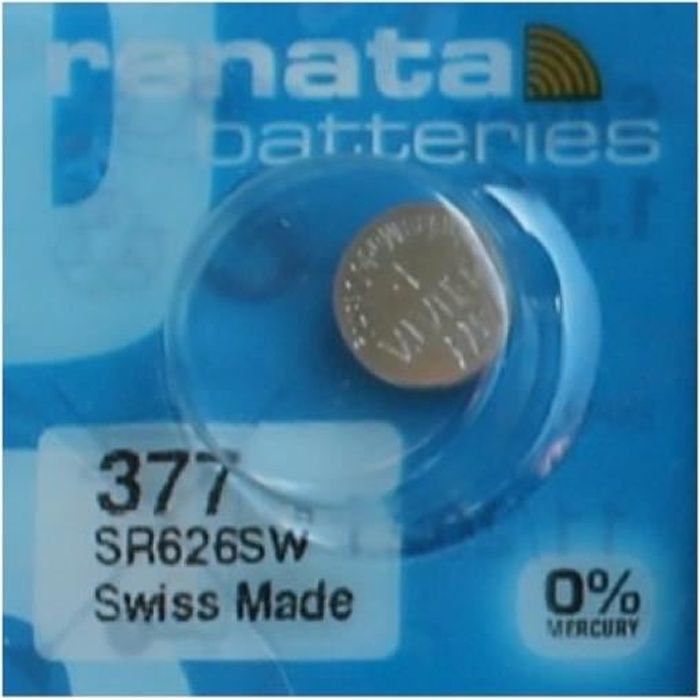 renata
batteries
377
SR626SW
Swiss Made
0%
MERCURY